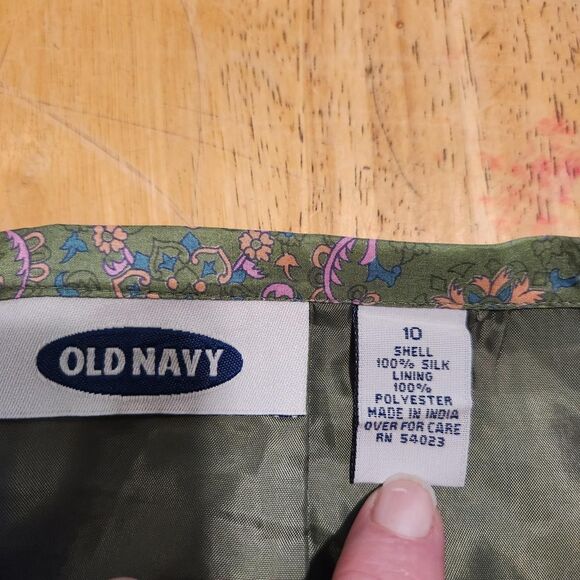 OLD NAVY
10
SHELL
100% SILK
LINING
100%
POLYESTER
MADE IN INDIA
OVER FOR CARE
RN 54023